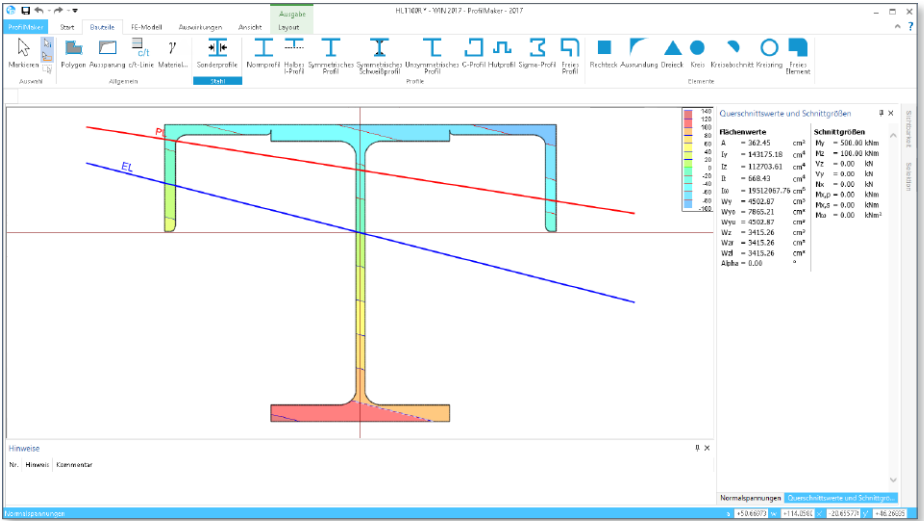 HL1100R * - YNN 2017 - ProfilMaker - 2017
Ausgabe
ProfilMaker Start Bauteile FE-Modell Auswirkungen Ansicht Layout
Markieren Polygon Aussparung c/t-Linie Material... Sonderprofile Normprofil Halbes I-Profil Symmetrisches Profil Symmetrisches Schweißprofil Unsymmetrisches Profil C-Profil Hutprofil Sigma-Profil Freies Profil Rechteck Ausrundung Dreieck Kreis Kreisabschnitt Kreisring Freies Element
Auswahl Allgemein Stahl Profile Elemente
PL
EL
140
120
100
80
60
40
20
0
-20
-40
-60
-80
-100
Querschnittswerte und Schnittgrößen
Flächenwerte
A = 362.45 cm²
Iy = 143175.18 cm⁴
Iz = 112703.61 cm⁴
It = 668.43 cm⁴
Iω = 19512067.76 cm⁶
Wy = 4502.87 cm³
Wyo = 7865.21 cm³
Wyu = 4502.87 cm³
Wz = 3415.26 cm³
Wzr = 3415.26 cm³
Wzl = 3415.26 cm³
Alpha = 0.00 °
Schnittgrößen
My = 500.00 kNm
Mz = 100.00 kNm
Vz = 0.00 kN
Vy = 0.00 kN
Nx = 0.00 kN
Mx,p = 0.00 kNm
Mx,s = 0.00 kNm
Mω = 0.00 kNm²
Sichtbarkeit
Selektion
Hinweise
Nr. Hinweis Kommentar
Normalspannungen Querschnittswerte und Schnittgrö...
Normalspannungen